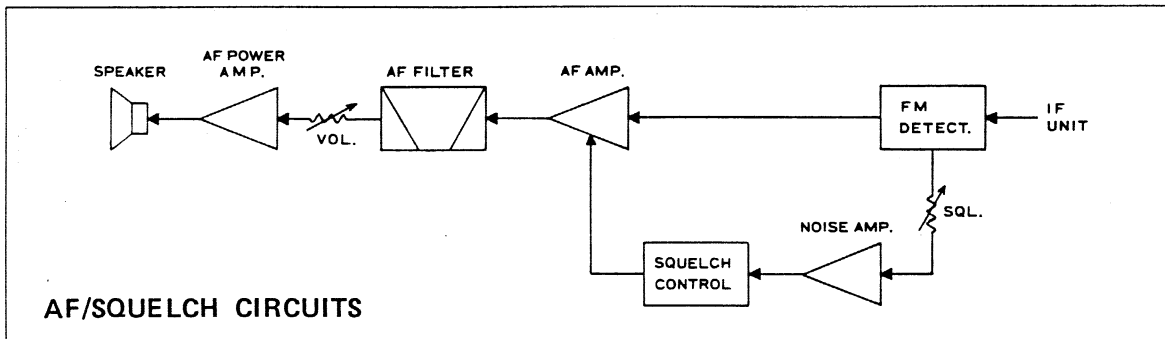 SPEAKER
AF POWER
AMP.
VOL.
AF FILTER
AF AMP.
FM
DETECT.
IF
UNIT
SQL.
NOISE AMP.
SQUELCH
CONTROL
AF/SQUELCH CIRCUITS